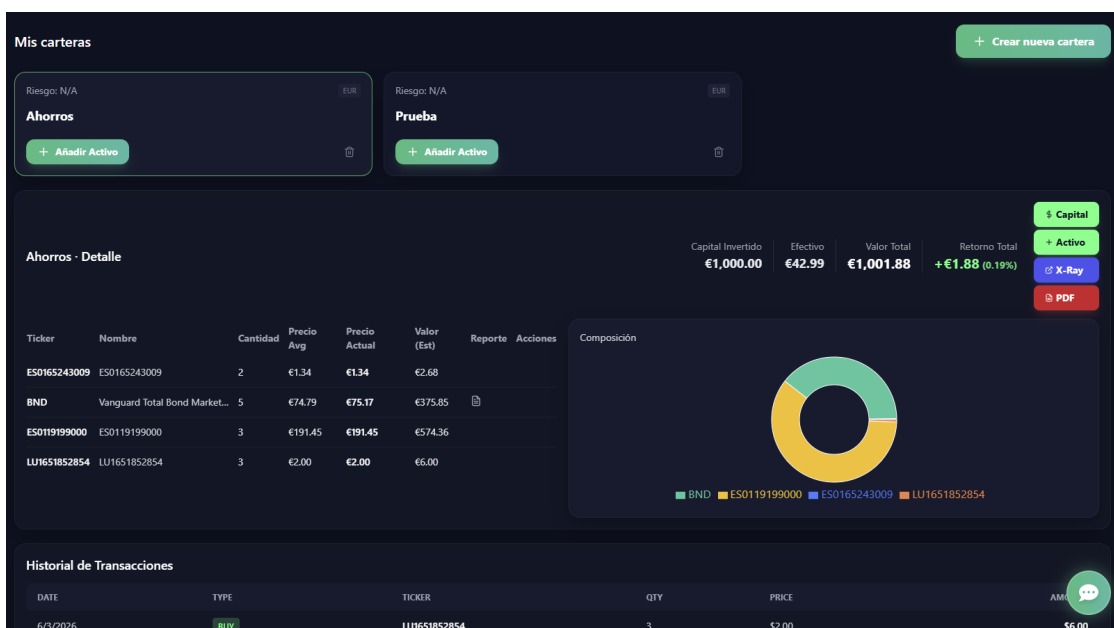 Mis carteras
+ Crear nueva cartera
Riesgo: N/A EUR
Ahorros
+ Añadir Activo
Riesgo: N/A EUR
Prueba
+ Añadir Activo
Ahorros · Detalle
Capital Invertido
€1,000.00
Efectivo
€42.99
Valor Total
€1,001.88
Retorno Total
+€1.88 (0.19%)
$ Capital
+ Activo
X-Ray
PDF
Ticker Nombre Cantidad Precio Avg Precio Actual Valor (Est) Reporte Acciones
ES0165243009 ES0165243009 2 €1.34 €1.34 €2.68
BND Vanguard Total Bond Market... 5 €74.79 €75.17 €375.85
ES0119199000 ES0119199000 3 €191.45 €191.45 €574.36
LU1651852854 LU1651852854 3 €2.00 €2.00 €6.00
Composición
BND ES0119199000 ES0165243009 LU1651852854
Historial de Transacciones
DATE TYPE TICKER QTY PRICE
6/3/2026 BUY LU1651852854 3 $2.00 $6.00